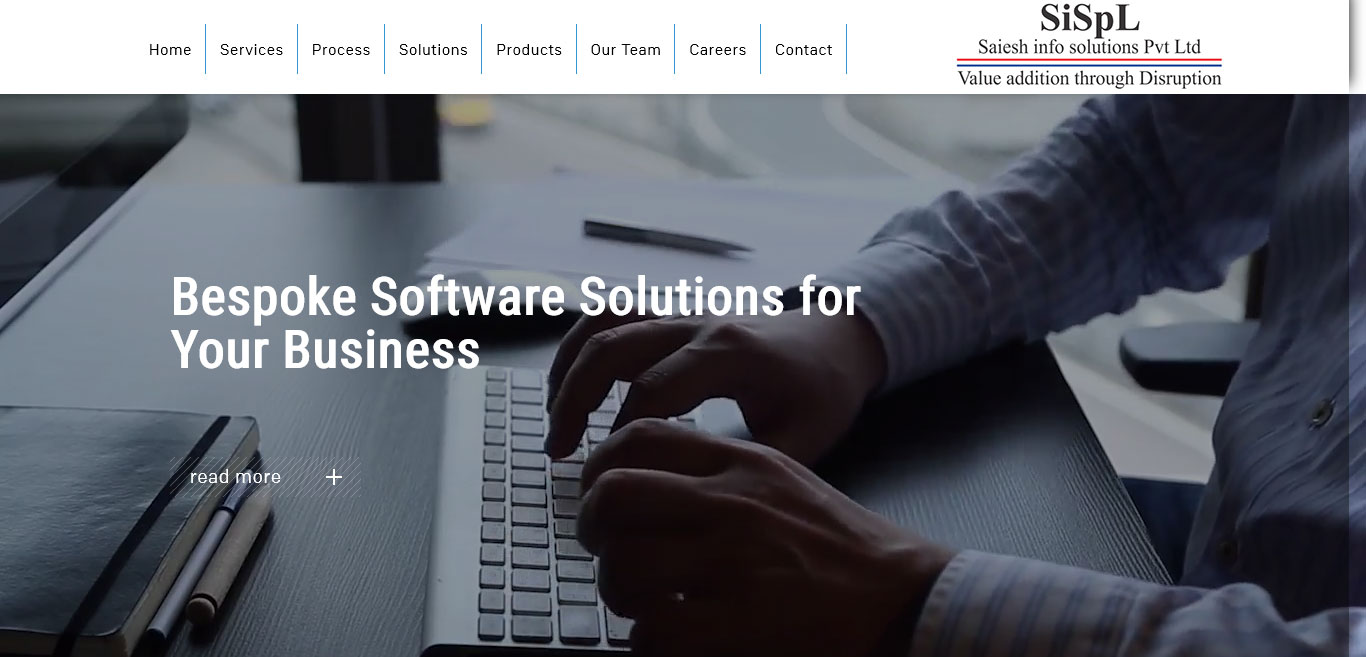 Home
Services
Process
Solutions
Products
Our Team
Careers
Contact
SiSpL
Saiesh info solutions Pvt Ltd
Value addition through Disruption
Bespoke Software Solutions for
Your Business
read more +